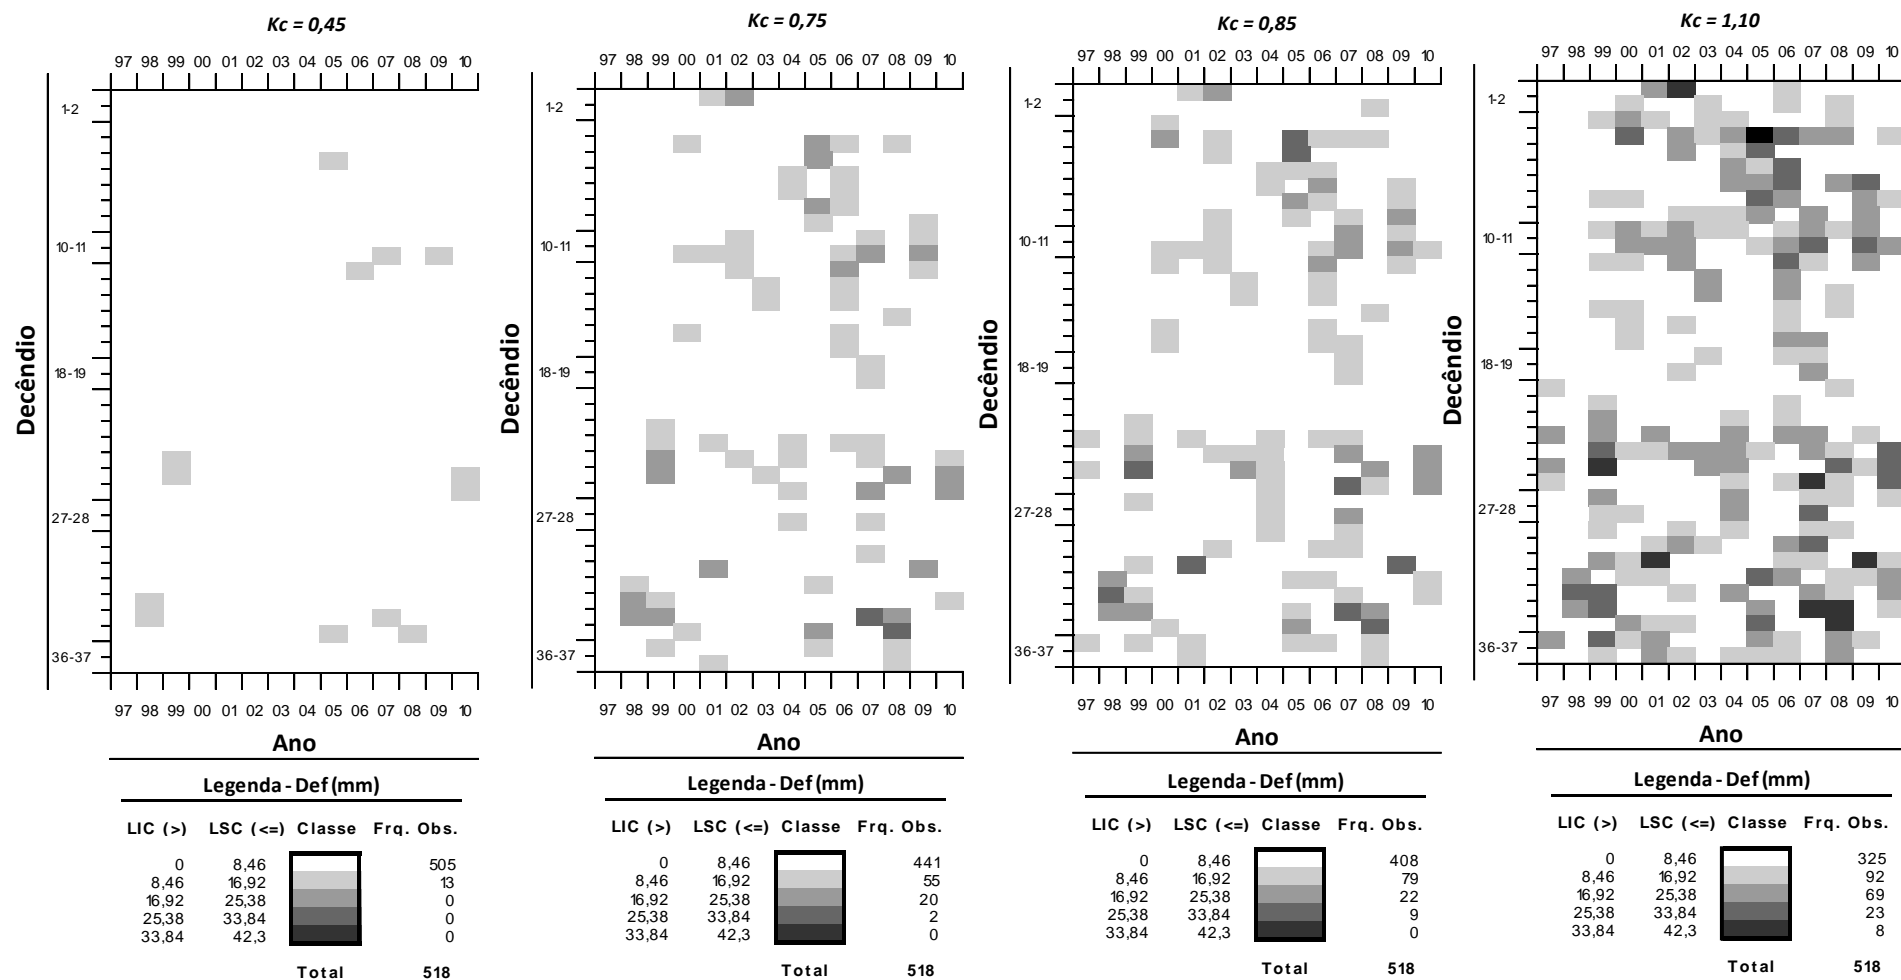 Kc = 0,45
97 98 99 00 01 02 03 04 05 06 07 08 09 10
1-2
10-11
18-19
27-28
36-37
Decêndio
97 98 99 00 01 02 03 04 05 06 07 08 09 10
Ano
Legenda - Def (mm)
LIC (>) LSC (<=) Classe Frq. Obs.
0 8,46 505
8,46 16,92 13
16,92 25,38 0
25,38 33,84 0
33,84 42,3 0
Total 518
Kc = 0,75
97 98 99 00 01 02 03 04 05 06 07 08 09 10
1-2
10-11
18-19
27-28
36-37
Decêndio
97 98 99 00 01 02 03 04 05 06 07 08 09 10
Ano
Legenda - Def (mm)
LIC (>) LSC (<=) Classe Frq. Obs.
0 8,46 441
8,46 16,92 55
16,92 25,38 20
25,38 33,84 2
33,84 42,3 0
Total 518
Kc = 0,85
97 98 99 00 01 02 03 04 05 06 07 08 09 10
1-2
10-11
18-19
27-28
36-37
Decêndio
97 98 99 00 01 02 03 04 05 06 07 08 09 10
Ano
Legenda - Def (mm)
LIC (>) LSC (<=) Classe Frq. Obs.
0 8,46 408
8,46 16,92 79
16,92 25,38 22
25,38 33,84 9
33,84 42,3 0
Total 518
Kc = 1,10
97 98 99 00 01 02 03 04 05 06 07 08 09 10
1-2
10-11
18-19
27-28
36-37
Decêndio
97 98 99 00 01 02 03 04 05 06 07 08 09 10
Ano
Legenda - Def (mm)
LIC (>) LSC (<=) Classe Frq. Obs.
0 8,46 325
8,46 16,92 92
16,92 25,38 69
25,38 33,84 23
33,84 42,3 8
Total 518